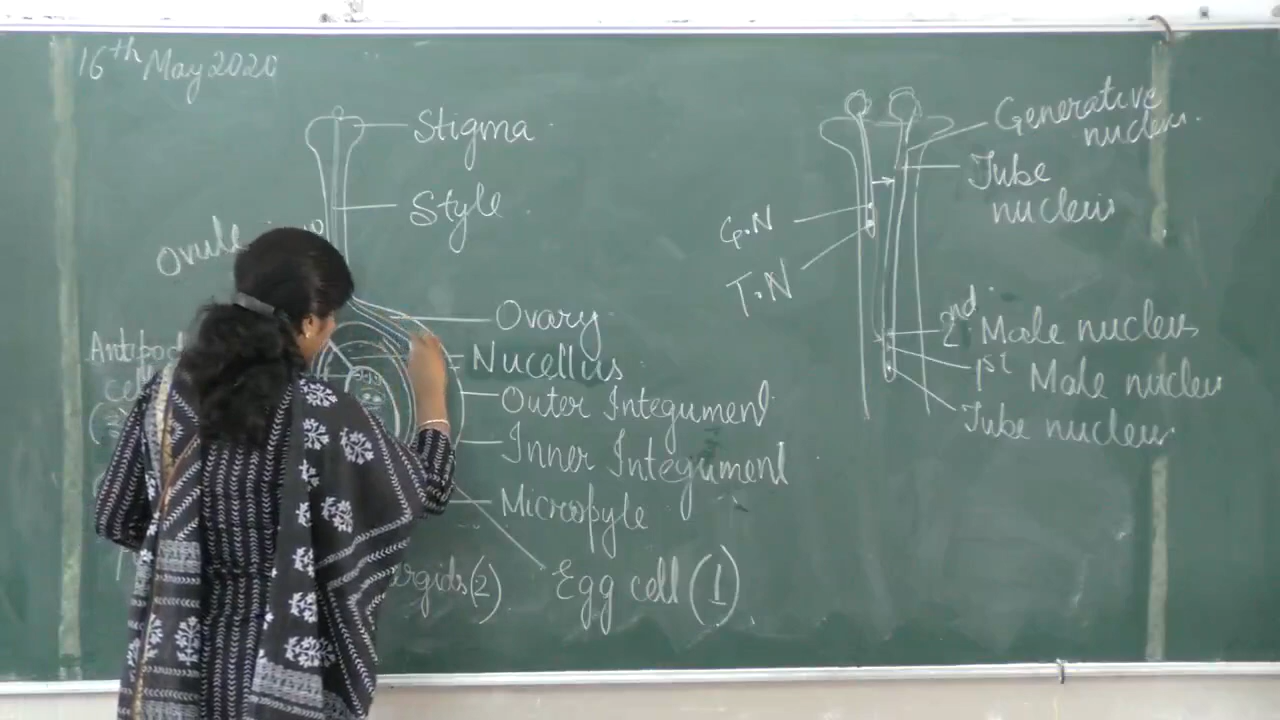 16th May 2020
Stigma
Style
Ovule
Ovary
Nucellus
Outer Integument
Inner Integument
Micropyle
Egg cell (1)
Generative
nucleus
Tube
nucleus
G.N
T.N
2nd Male nucleus
1st Male nucleus
Tube nucleus